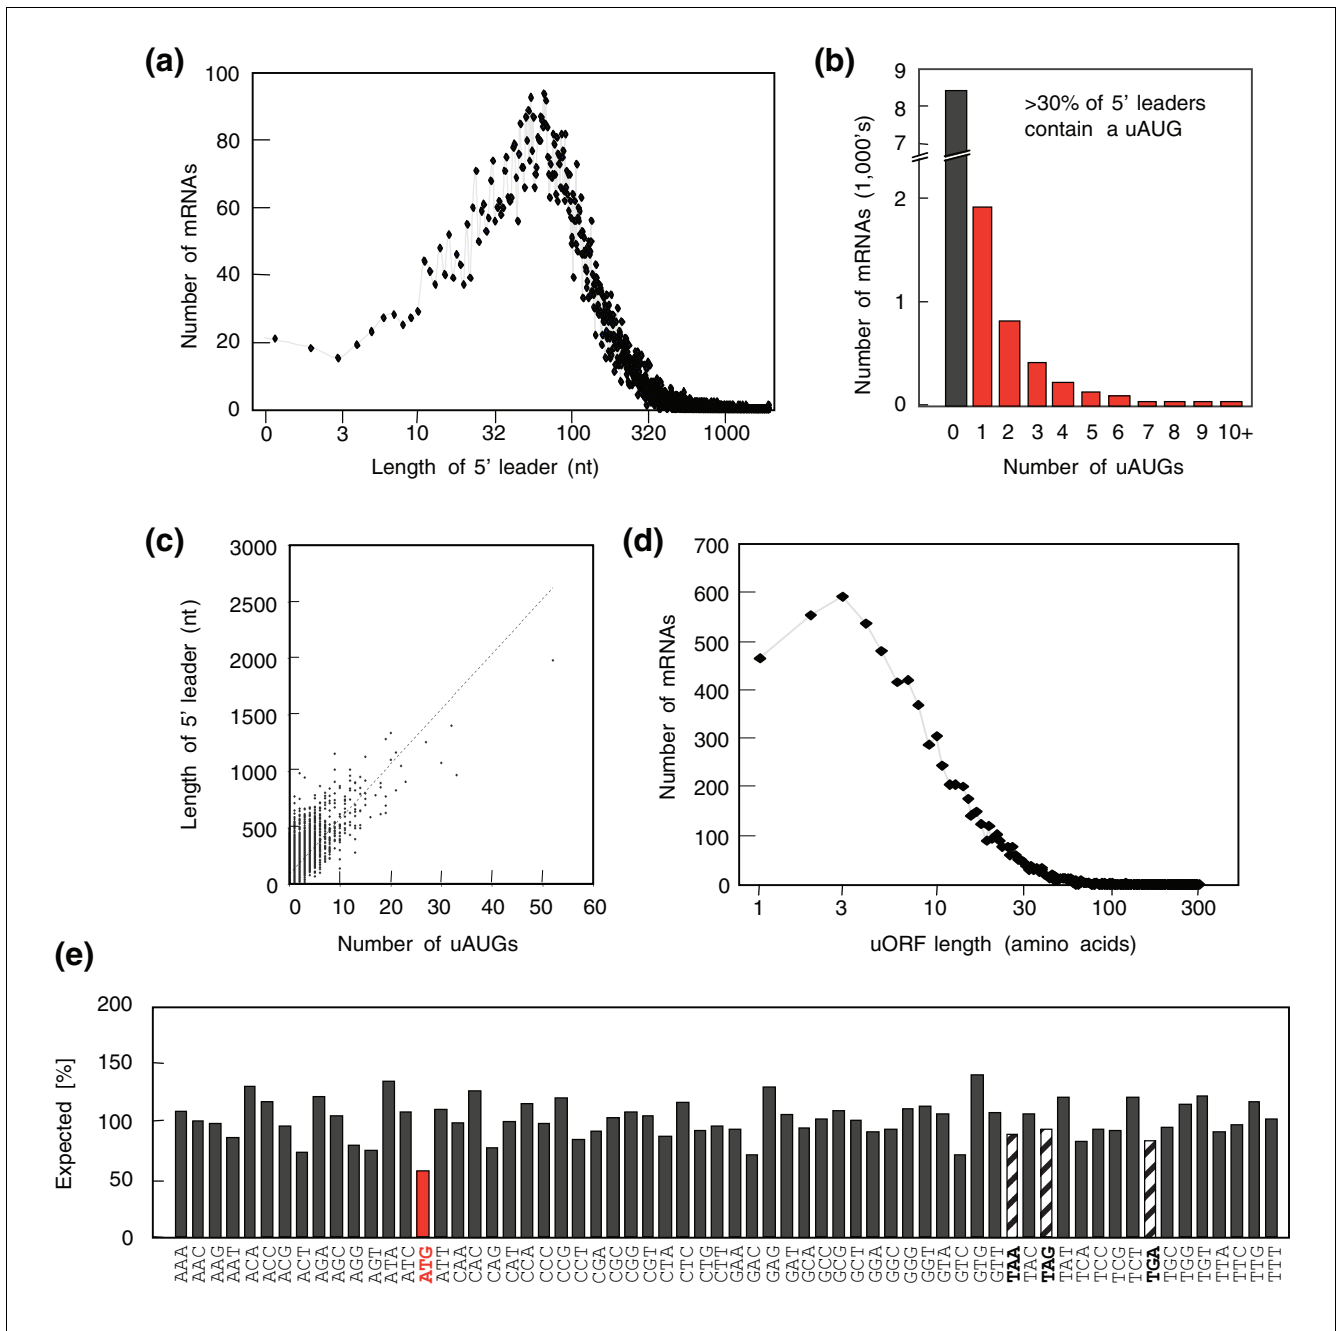 (a)
100
80
60
40
20
0
Number of mRNAs
0 3 10 32 100 320 1000
Length of 5’ leader (nt)
(b)
9
8
7
2
1
0
Number of mRNAs (1,000’s)
>30% of 5’ leaders
contain a uAUG
0 1 2 3 4 5 6 7 8 9 10+
Number of uAUGs
(c)
3000
2500
2000
1500
1000
500
0
Length of 5’ leader (nt)
0 10 20 30 40 50 60
Number of uAUGs
(d)
700
600
500
400
300
200
100
0
Number of mRNAs
1 3 10 30 100 300
uORF length (amino acids)
(e)
200
150
100
50
0
Expected [%]
AAA AAC AAG AAT ACA ACC ACG ACT AGA AGC AGG AGT ATA ATC ATG ATT CAA CAC CAG CAT CCA CCC CCG CCT CGA CGC CGG CGT CTA CTC CTG CTT GAA GAC GAG GAT GCA GCC GCG GCT GGA GGC GGG GGT GTA GTC GTG GTT TAA TAC TAG TAT TCA TCC TCG TCT TGA TGC TGG TGT TTA TTC TTG TTT